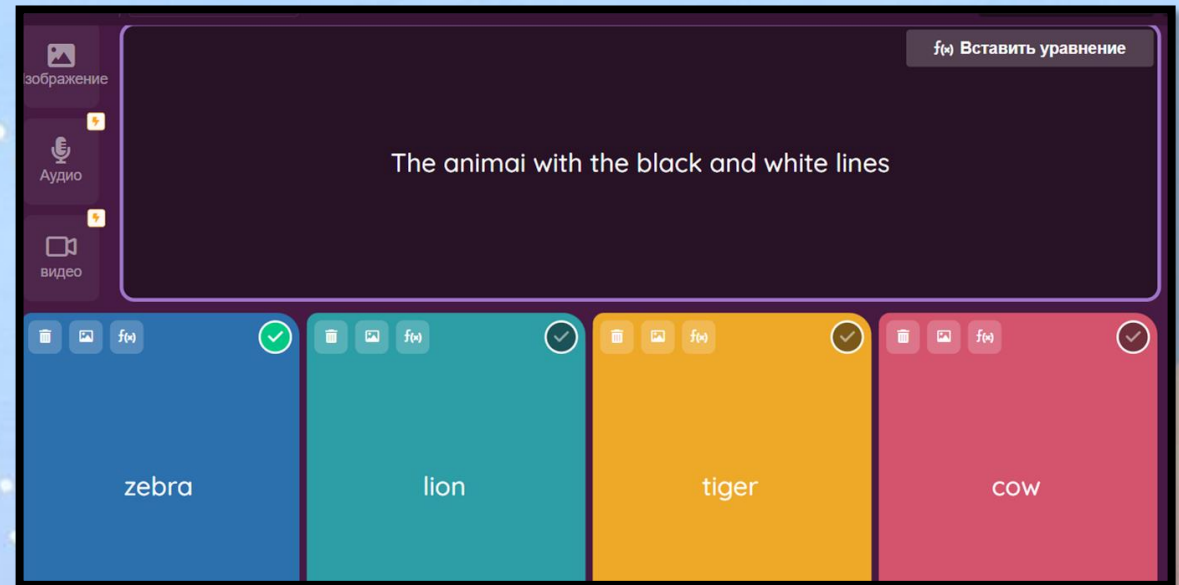 f(x) Вставить уравнение
зображение
Аудио
видео
The animai with the black and white lines
f(x)
f(x)
f(x)
f(x)
zebra
lion
tiger
cow